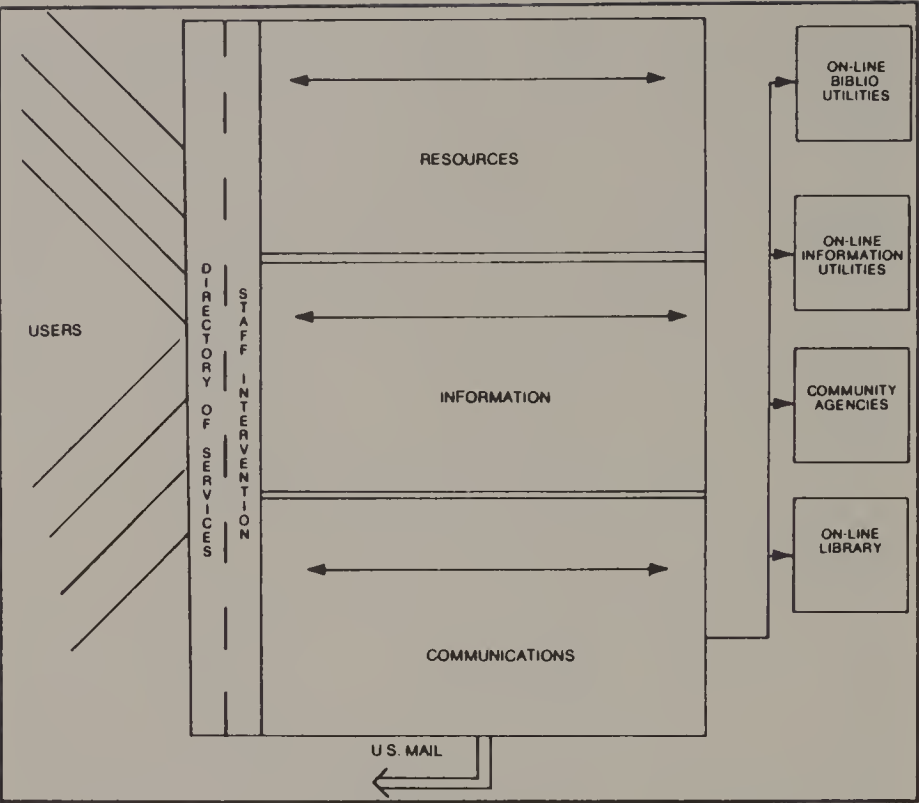 USERS
DIRECTORY OF SERVICES
STAFF INTERVENTION
RESOURCES
INFORMATION
COMMUNICATIONS
U.S. MAIL
ON-LINE
BIBLIO
UTILITIES
ON-LINE
INFORMATION
UTILITIES
COMMUNITY
AGENCIES
ON-LINE
LIBRARY